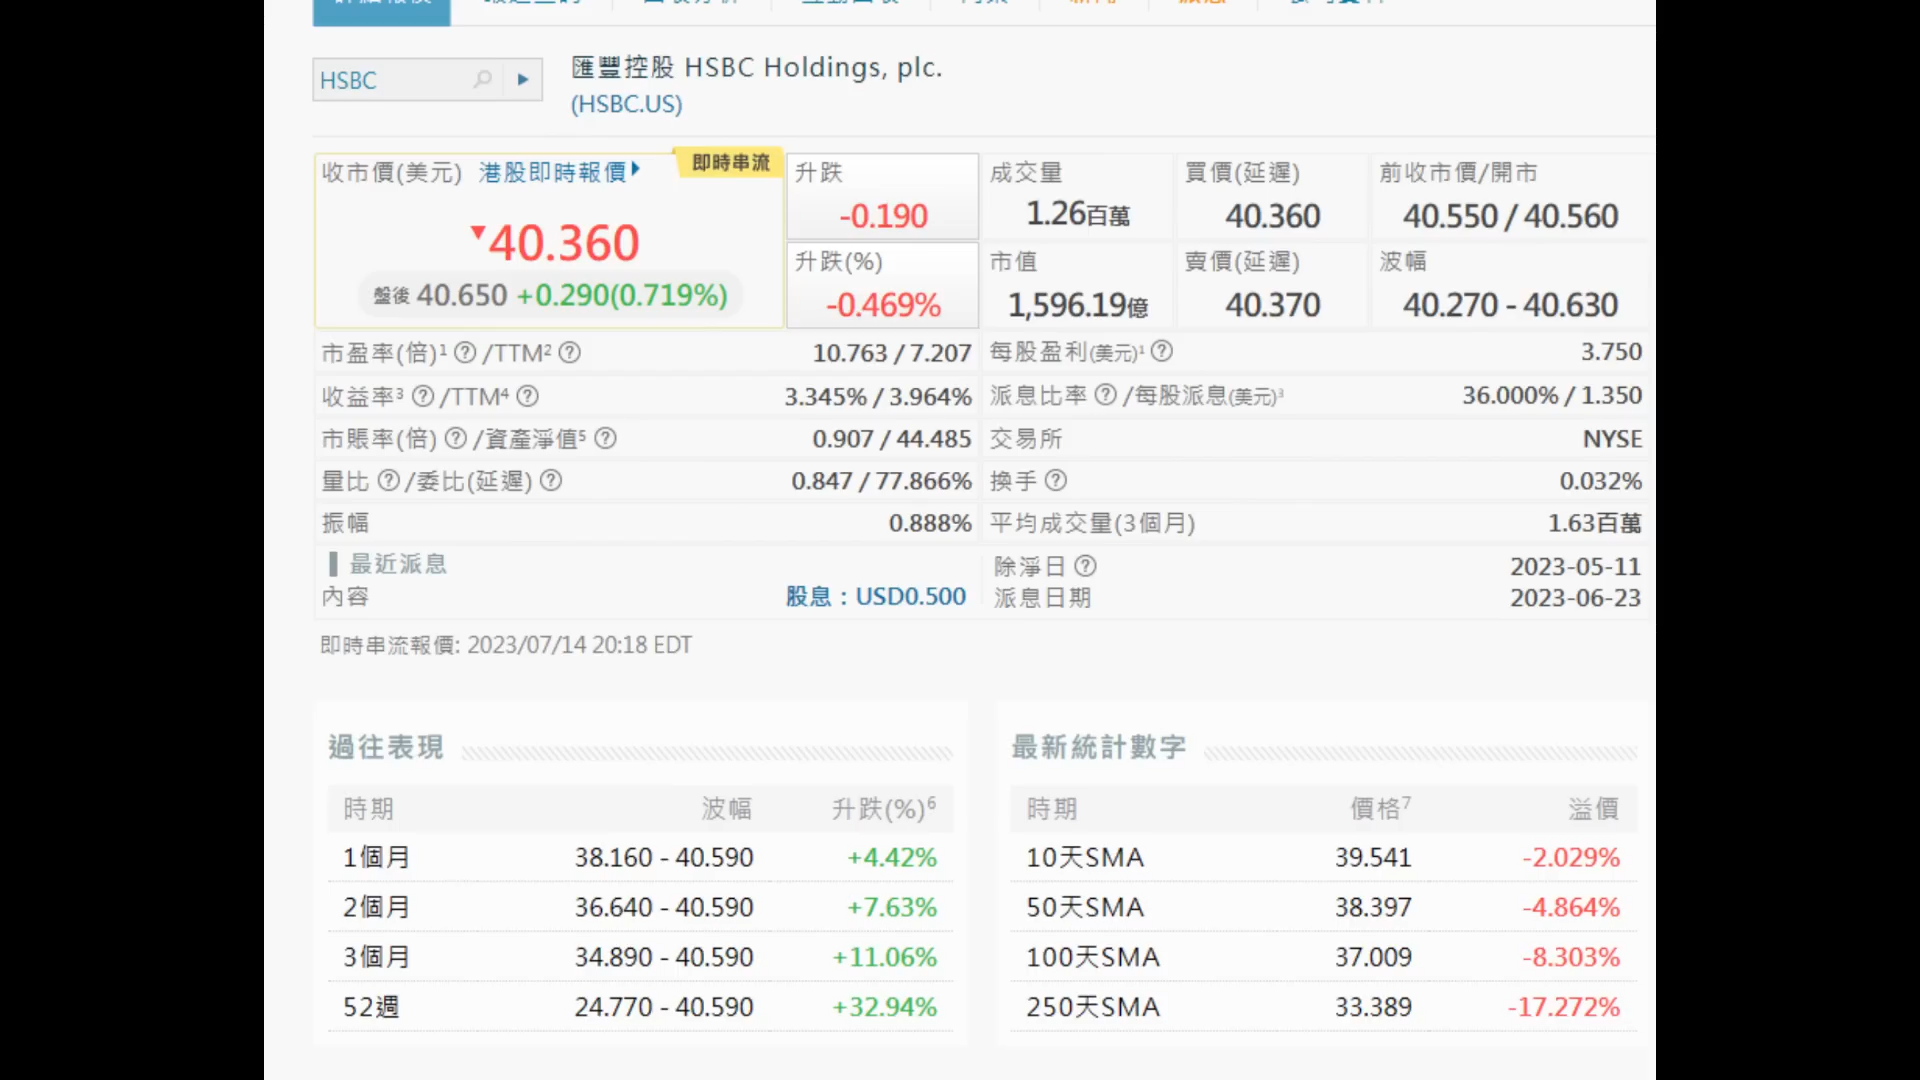 HSBC
匯豐控股 HSBC Holdings, plc.
(HSBC.US)
收市價(美元) 港股即時報價 即時串流
40.360
盤後 40.650 +0.290(0.719%)
升跌
-0.190
升跌(%)
-0.469%
成交量
1.26百萬
市值
1,596.19億
買價(延遲)
40.360
賣價(延遲)
40.370
前收市價/開市
40.550 / 40.560
波幅
40.270 - 40.630
市盈率(倍)¹ /TTM² 10.763 / 7.207
每股盈利(美元)¹ 3.750
收益率³ /TTM⁴ 3.345% / 3.964%
派息比率 /每股派息(美元)³ 36.000% / 1.350
市賬率(倍) /資產淨值⁵ 0.907 / 44.485
交易所 NYSE
量比 /委比(延遲) 0.847 / 77.866%
換手 0.032%
振幅 0.888%
平均成交量(3個月) 1.63百萬
最近派息
內容 股息：USD0.500
除淨日 2023-05-11
派息日期 2023-06-23
即時串流報價: 2023/07/14 20:18 EDT
過往表現
時期 波幅 升跌(%)⁶
1個月 38.160 - 40.590 +4.42%
2個月 36.640 - 40.590 +7.63%
3個月 34.890 - 40.590 +11.06%
52週 24.770 - 40.590 +32.94%
最新統計數字
時期 價格⁷ 溢價
10天SMA 39.541 -2.029%
50天SMA 38.397 -4.864%
100天SMA 37.009 -8.303%
250天SMA 33.389 -17.272%